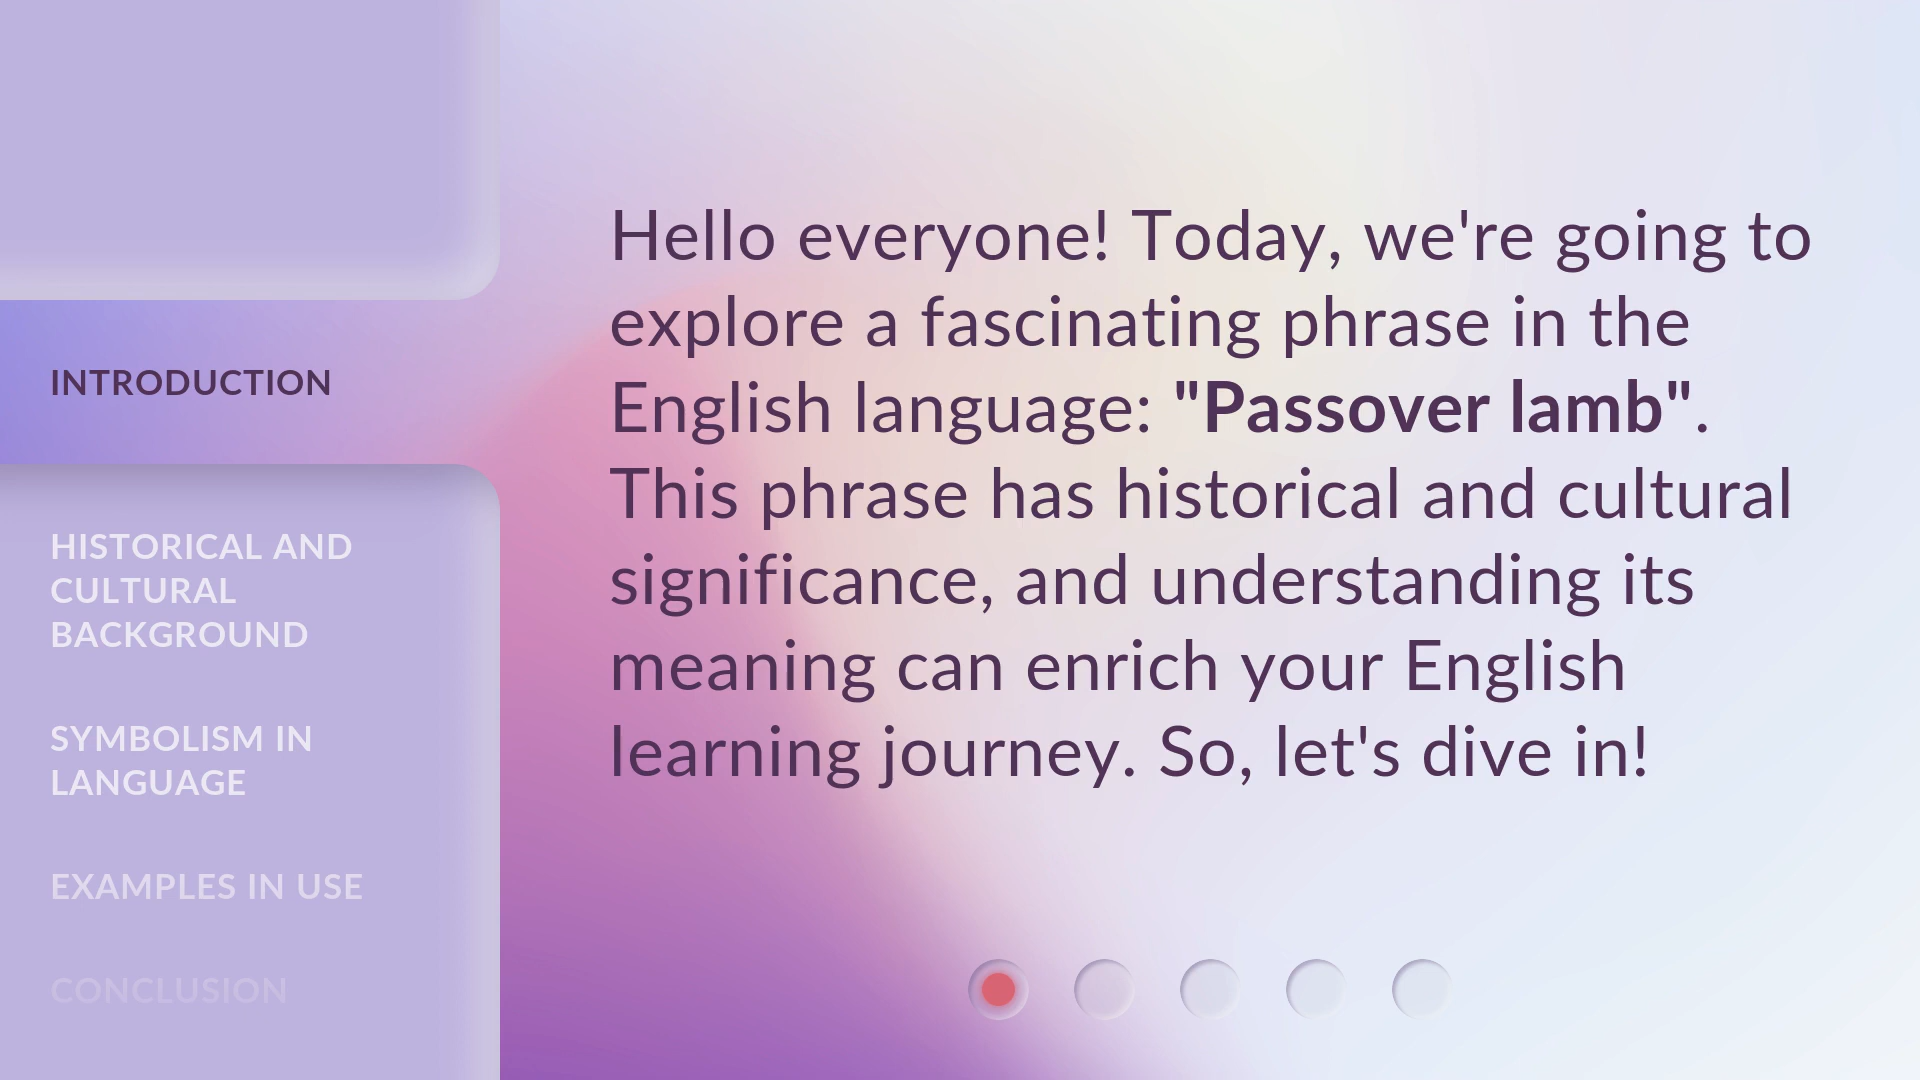 INTRODUCTION
HISTORICAL AND
CULTURAL
BACKGROUND
SYMBOLISM IN
LANGUAGE
EXAMPLES IN USE
CONCLUSION
Hello everyone! Today, we're going to
explore a fascinating phrase in the
English language: "Passover lamb".
This phrase has historical and cultural
significance, and understanding its
meaning can enrich your English
learning journey. So, let's dive in!